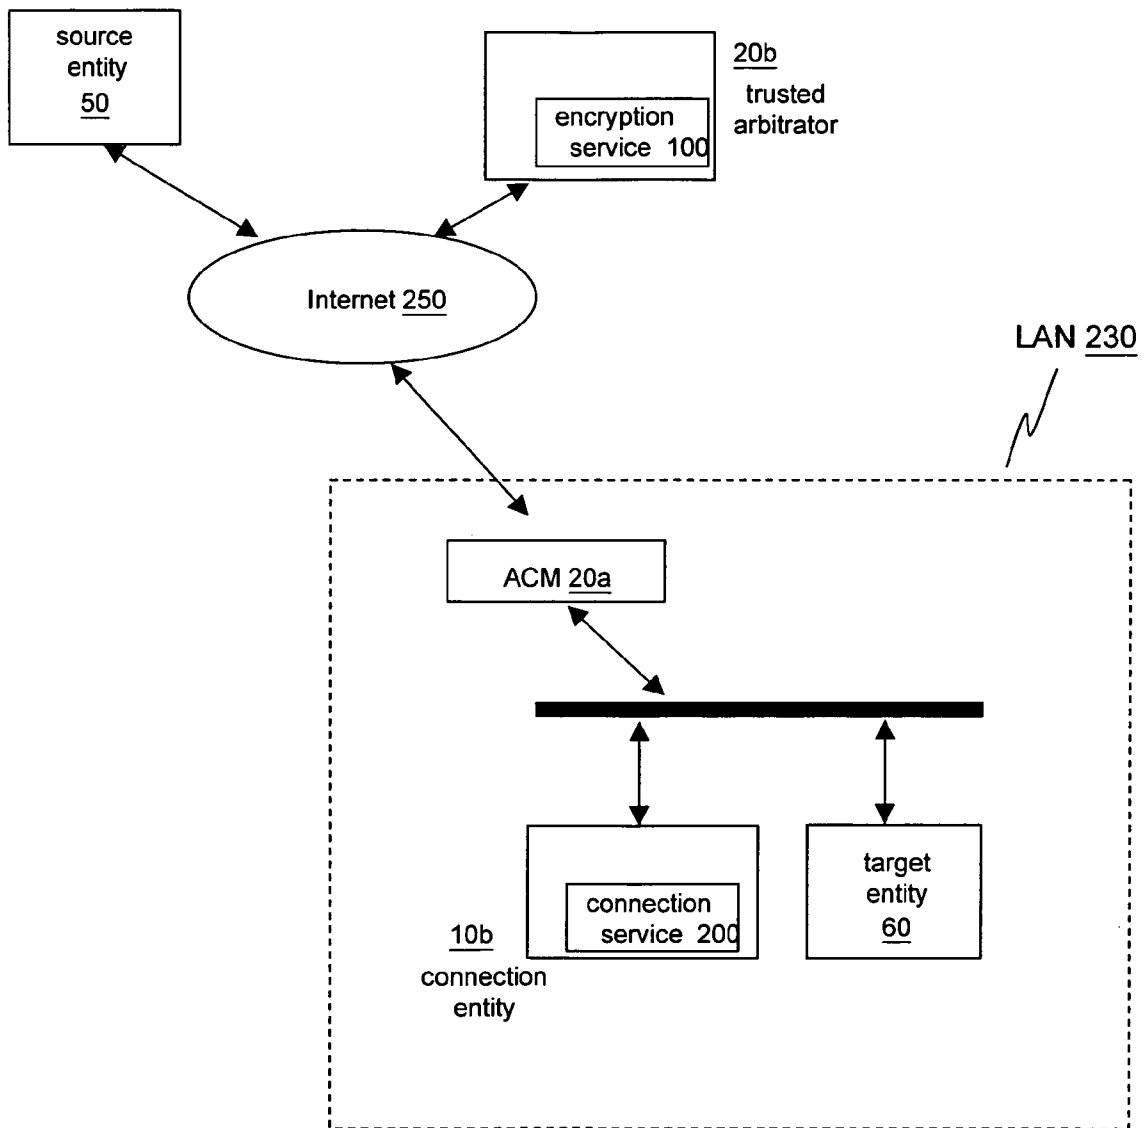 source
entity
50
20b
trusted
arbitrator
encryption
service 100
Internet 250
LAN 230
ACM 20a
connection
service 200
10b
connection
entity
target
entity
60